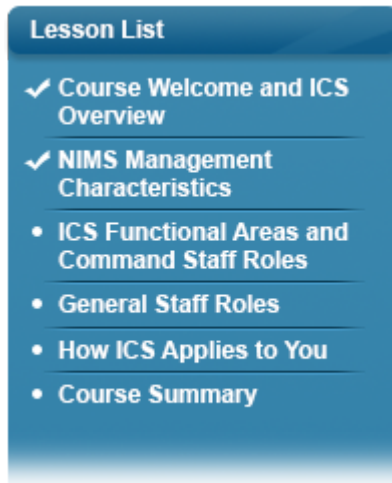 Lesson List
Course Welcome and ICS
Overview
NIMS Management
Characteristics
ICS Functional Areas and
Command Staff Roles
General Staff Roles
How ICS Applies to You
Course Summary